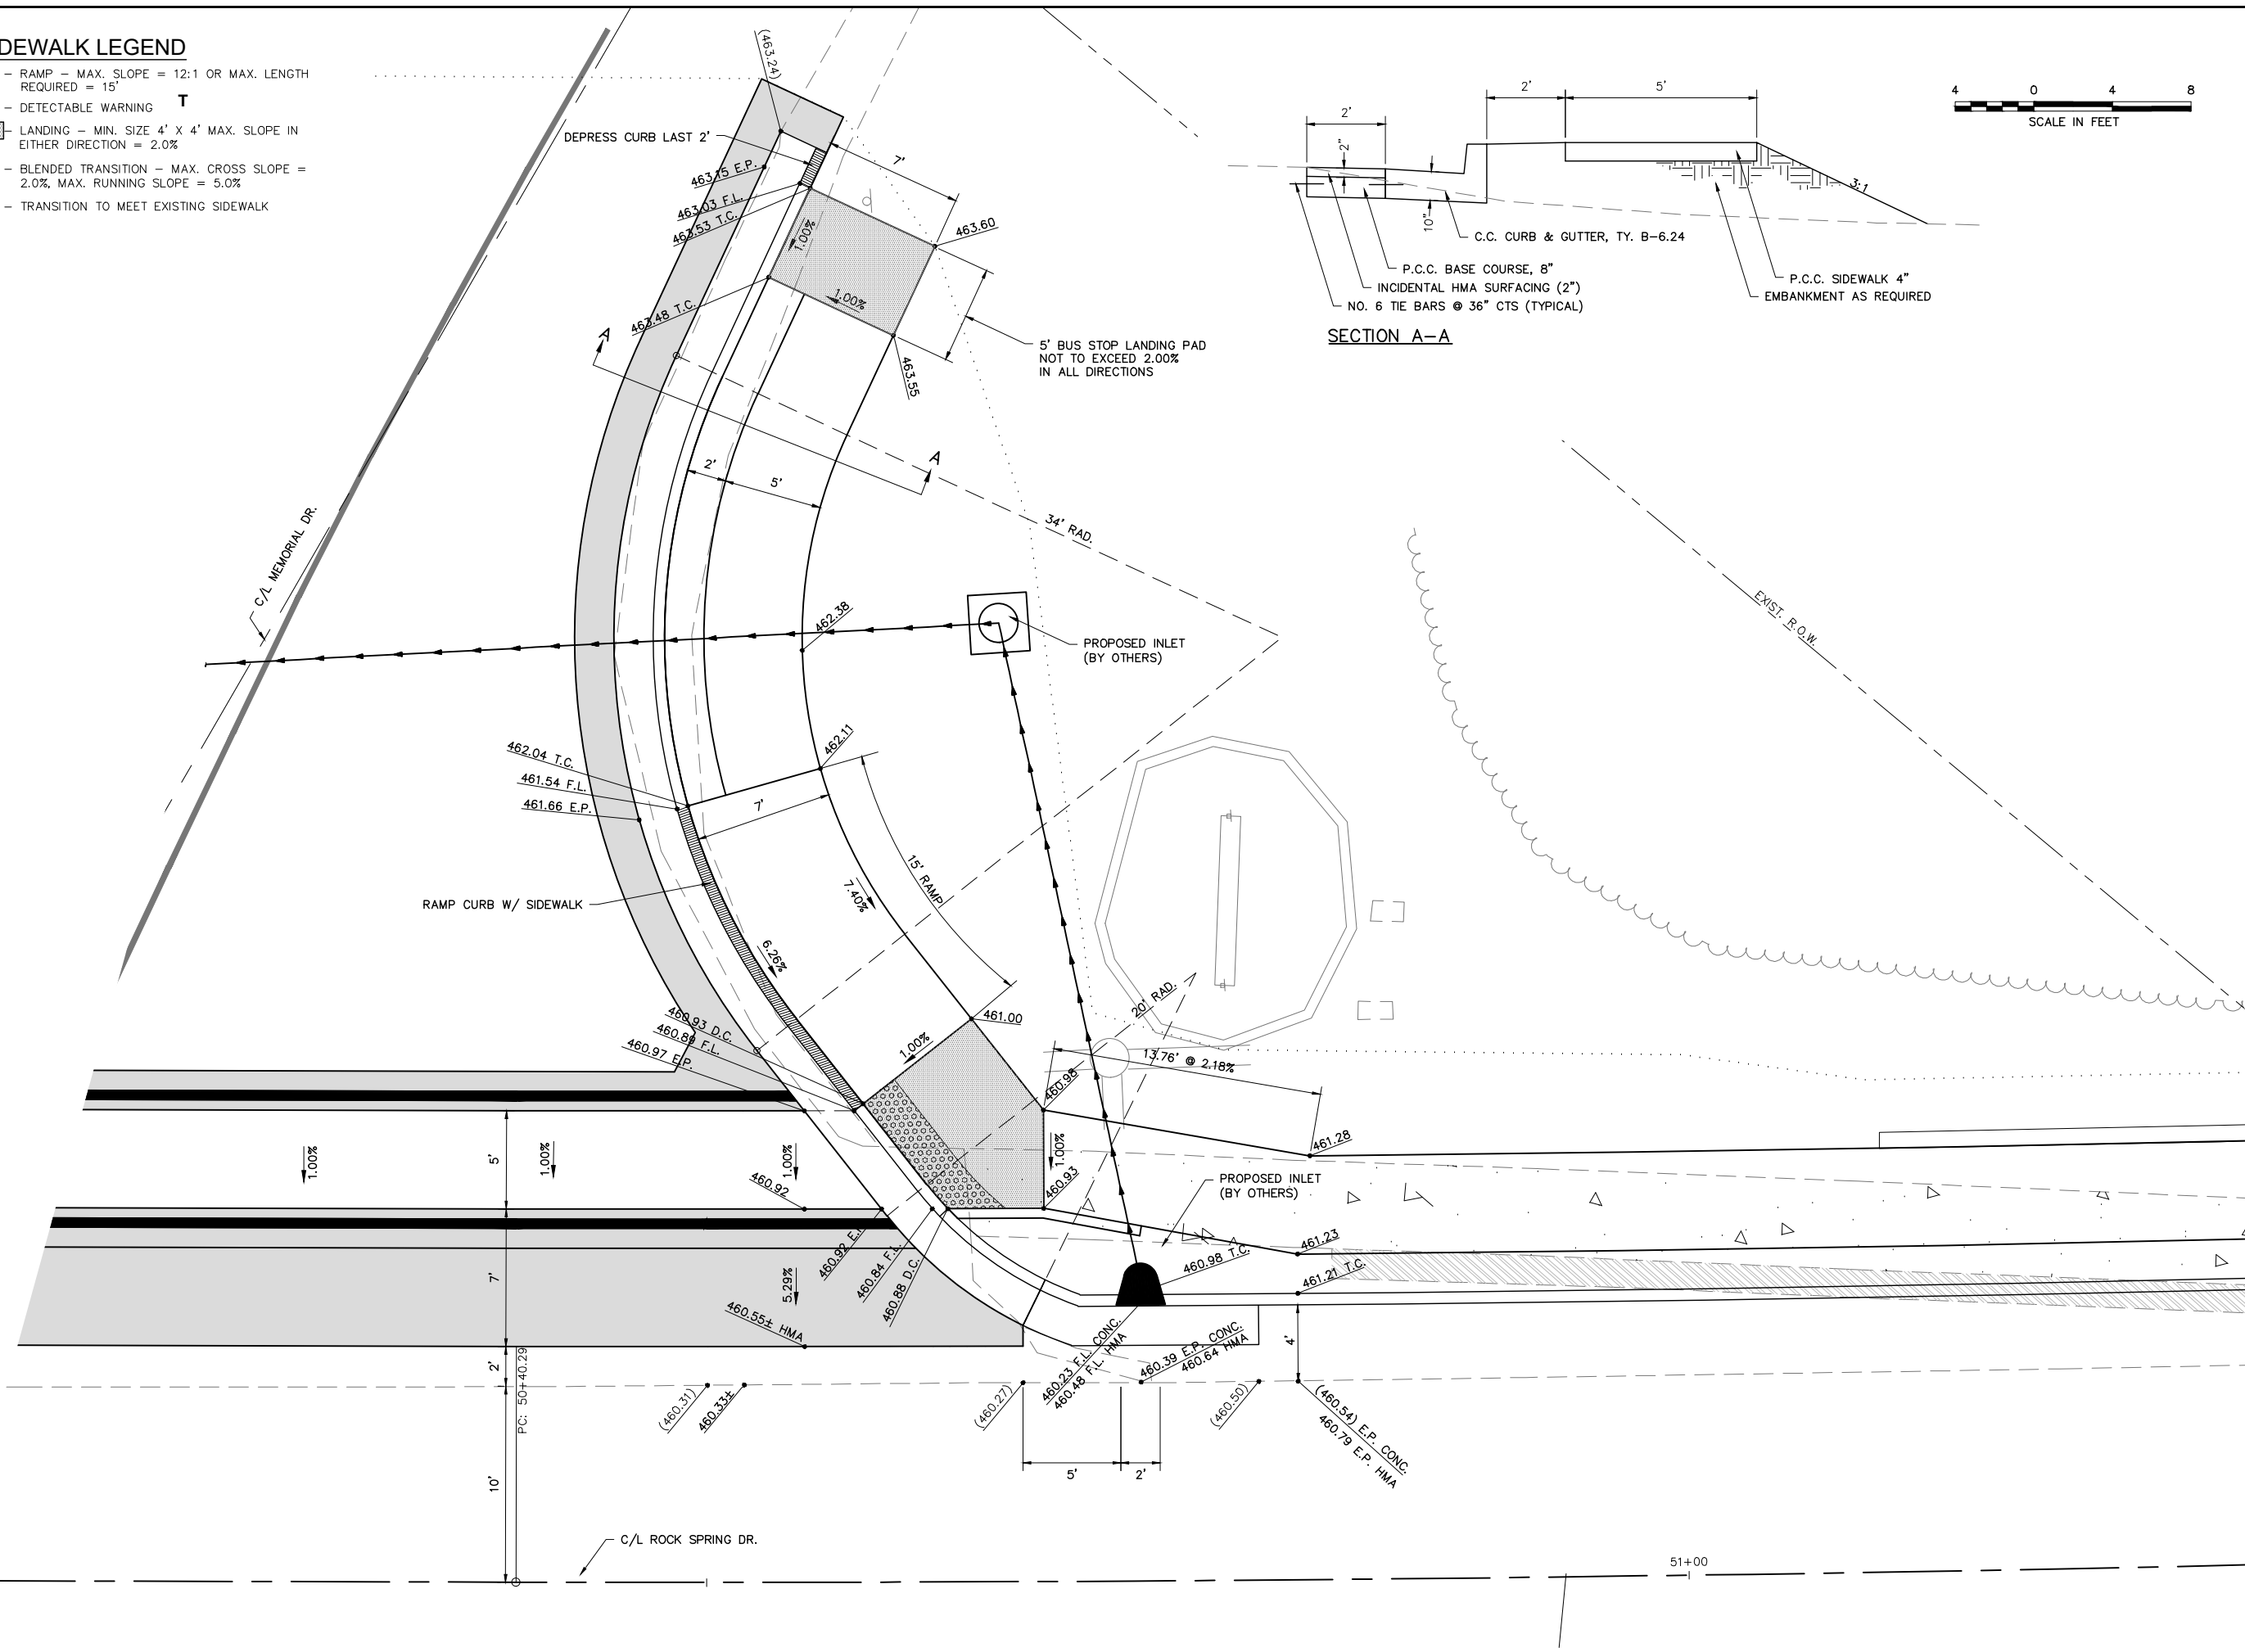 DEWALK LEGEND
– RAMP – MAX. SLOPE = 12:1 OR MAX. LENGTH
REQUIRED = 15'
– DETECTABLE WARNING
T
– LANDING – MIN. SIZE 4' X 4' MAX. SLOPE IN
EITHER DIRECTION = 2.0%
– BLENDED TRANSITION – MAX. CROSS SLOPE =
2.0%, MAX. RUNNING SLOPE = 5.0%
– TRANSITION TO MEET EXISTING SIDEWALK
(463.24)
DEPRESS CURB LAST 2'
7'
463.15 E.P.
463.03 F.L.
463.53 T.C.
1.00%
463.60
1.00%
463.48 T.C.
463.55
A
A
5' BUS STOP LANDING PAD
NOT TO EXCEED 2.00%
IN ALL DIRECTIONS
2'
2'
5'
2"
10"
3:1
C.C. CURB & GUTTER, TY. B–6.24
P.C.C. BASE COURSE, 8"
INCIDENTAL HMA SURFACING (2")
NO. 6 TIE BARS @ 36" CTS (TYPICAL)
P.C.C. SIDEWALK 4"
EMBANKMENT AS REQUIRED
SECTION A–A
4 0 4 8
SCALE IN FEET
2'
5'
34' RAD.
C/L MEMORIAL DR.
462.38
PROPOSED INLET
(BY OTHERS)
EXIST. R.O.W.
462.11
462.04 T.C.
461.54 F.L.
461.66 E.P.
7'
15' RAMP
7.40%
RAMP CURB W/ SIDEWALK
6.26%
20' RAD.
460.93 D.C.
460.89 F.L.
460.97 E.P.
461.00
1.00%
13.76' @ 2.18%
460.98
1.00%
461.28
460.93
5'
1.00%
1.00%
1.00%
460.92
PROPOSED INLET
(BY OTHERS)
460.92 E.P.
460.84 F.L.
460.88 D.C.
461.23
460.98 T.C.
461.21 T.C.
7'
5.29%
460.55± HMA
4'
2'
PC: 50+40.29
(460.31)
460.33±
(460.27)
460.23 F.L. CONC.
460.48 F.L. HMA
460.39 E.P. CONC.
460.64 HMA
(460.50)
(460.54) E.P. CONC.
460.79 E.P. HMA
5'
2'
10'
C/L ROCK SPRING DR.
51+00